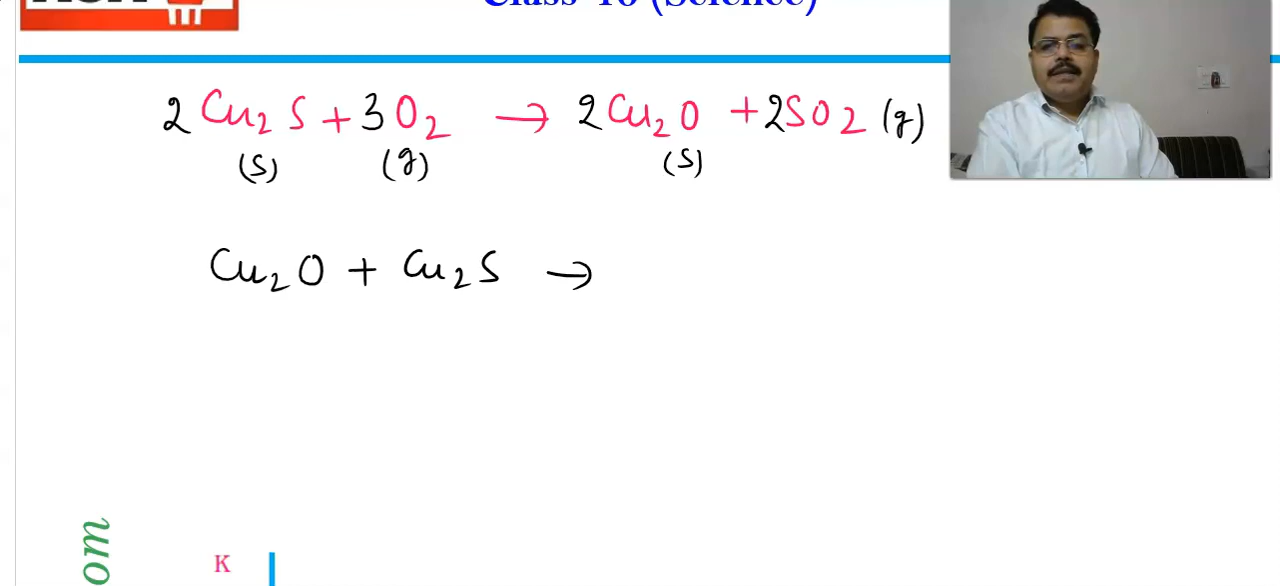 Class-10 (Science)
2Cu₂S + 3O₂ → 2Cu₂O + 2SO₂ (g)
(s) (g) (s)
Cu₂O + Cu₂S →
om
K